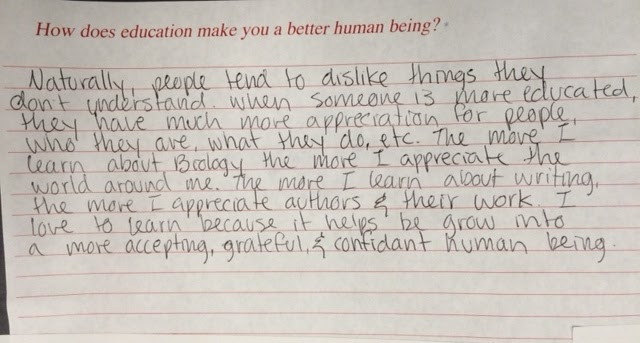 How does education make you a better human being?
Naturally, people tend to dislike things they
don't understand. when someone is more educated,
they have much more appreciation for people,
who they are, what they do, etc. The more I
learn about Biology the more I appreciate the
world around me. The more I learn about writing,
the more I appreciate authors & their work. I
love to learn because it helps be grow into
a more accepting, grateful, & confidant human being.